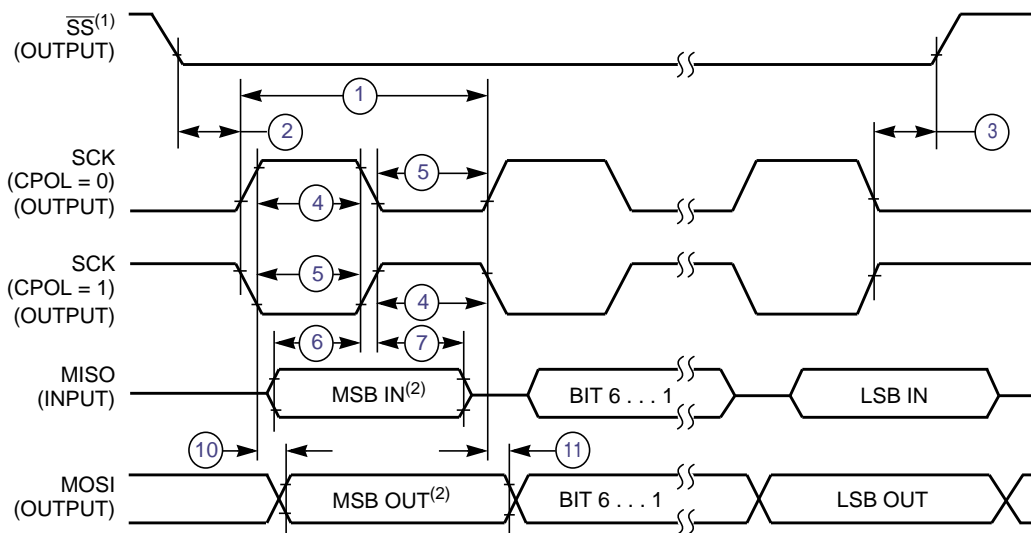 SS(1)
(OUTPUT)
1
2
3
SCK
(CPOL = 0)
(OUTPUT)
5
4
SCK
(CPOL = 1)
(OUTPUT)
5
4
6
7
MISO
(INPUT)
MSB IN(2)
BIT 6 . . . 1
LSB IN
10
11
MOSI
(OUTPUT)
MSB OUT(2)
BIT 6 . . . 1
LSB OUT